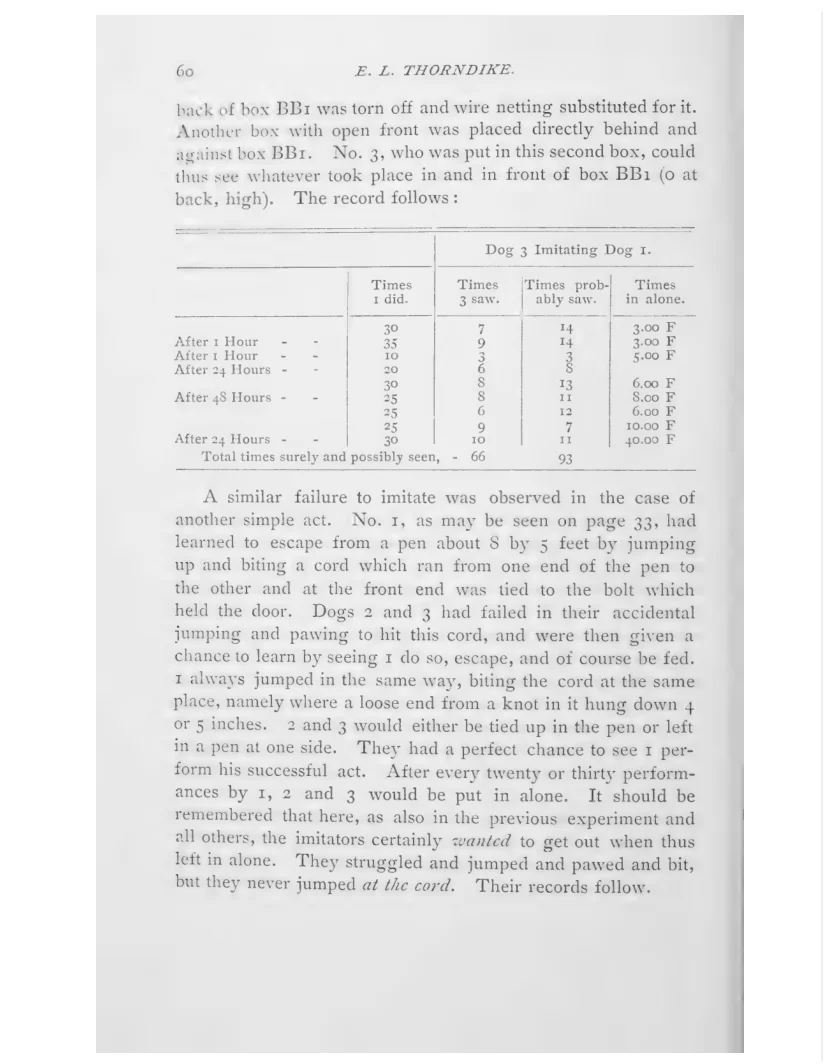 60 E. L. THORNDIKE.
back of box BB1 was torn off and wire netting substituted for it.
Another box with open front was placed directly behind and
against box BB1. No. 3, who was put in this second box, could
thus see whatever took place in and in front of box BB1 (o at
back, high). The record follows :
Dog 3 Imitating Dog 1.
Times 1 did. Times 3 saw. Times prob- ably saw. Times in alone.
30 7 14 3.00 F
After 1 Hour - - 35 9 14 3.00 F
After 1 Hour - - 10 3 3 5.00 F
After 24 Hours - - 20 6 8
30 8 13 6.00 F
After 48 Hours - - 25 8 11 8.00 F
25 6 12 6.00 F
25 9 7 10.00 F
After 24 Hours - - 30 10 11 40.00 F
Total times surely and possibly seen, - 66 93
A similar failure to imitate was observed in the case of
another simple act. No. 1, as may be seen on page 33, had
learned to escape from a pen about 8 by 5 feet by jumping
up and biting a cord which ran from one end of the pen to
the other and at the front end was tied to the bolt which
held the door. Dogs 2 and 3 had failed in their accidental
jumping and pawing to hit this cord, and were then given a
chance to learn by seeing 1 do so, escape, and of course be fed.
1 always jumped in the same way, biting the cord at the same
place, namely where a loose end from a knot in it hung down 4
or 5 inches. 2 and 3 would either be tied up in the pen or left
in a pen at one side. They had a perfect chance to see 1 per-
form his successful act. After every twenty or thirty perform-
ances by 1, 2 and 3 would be put in alone. It should be
remembered that here, as also in the previous experiment and
all others, the imitators certainly wanted to get out when thus
left in alone. They struggled and jumped and pawed and bit,
but they never jumped at the cord. Their records follow.